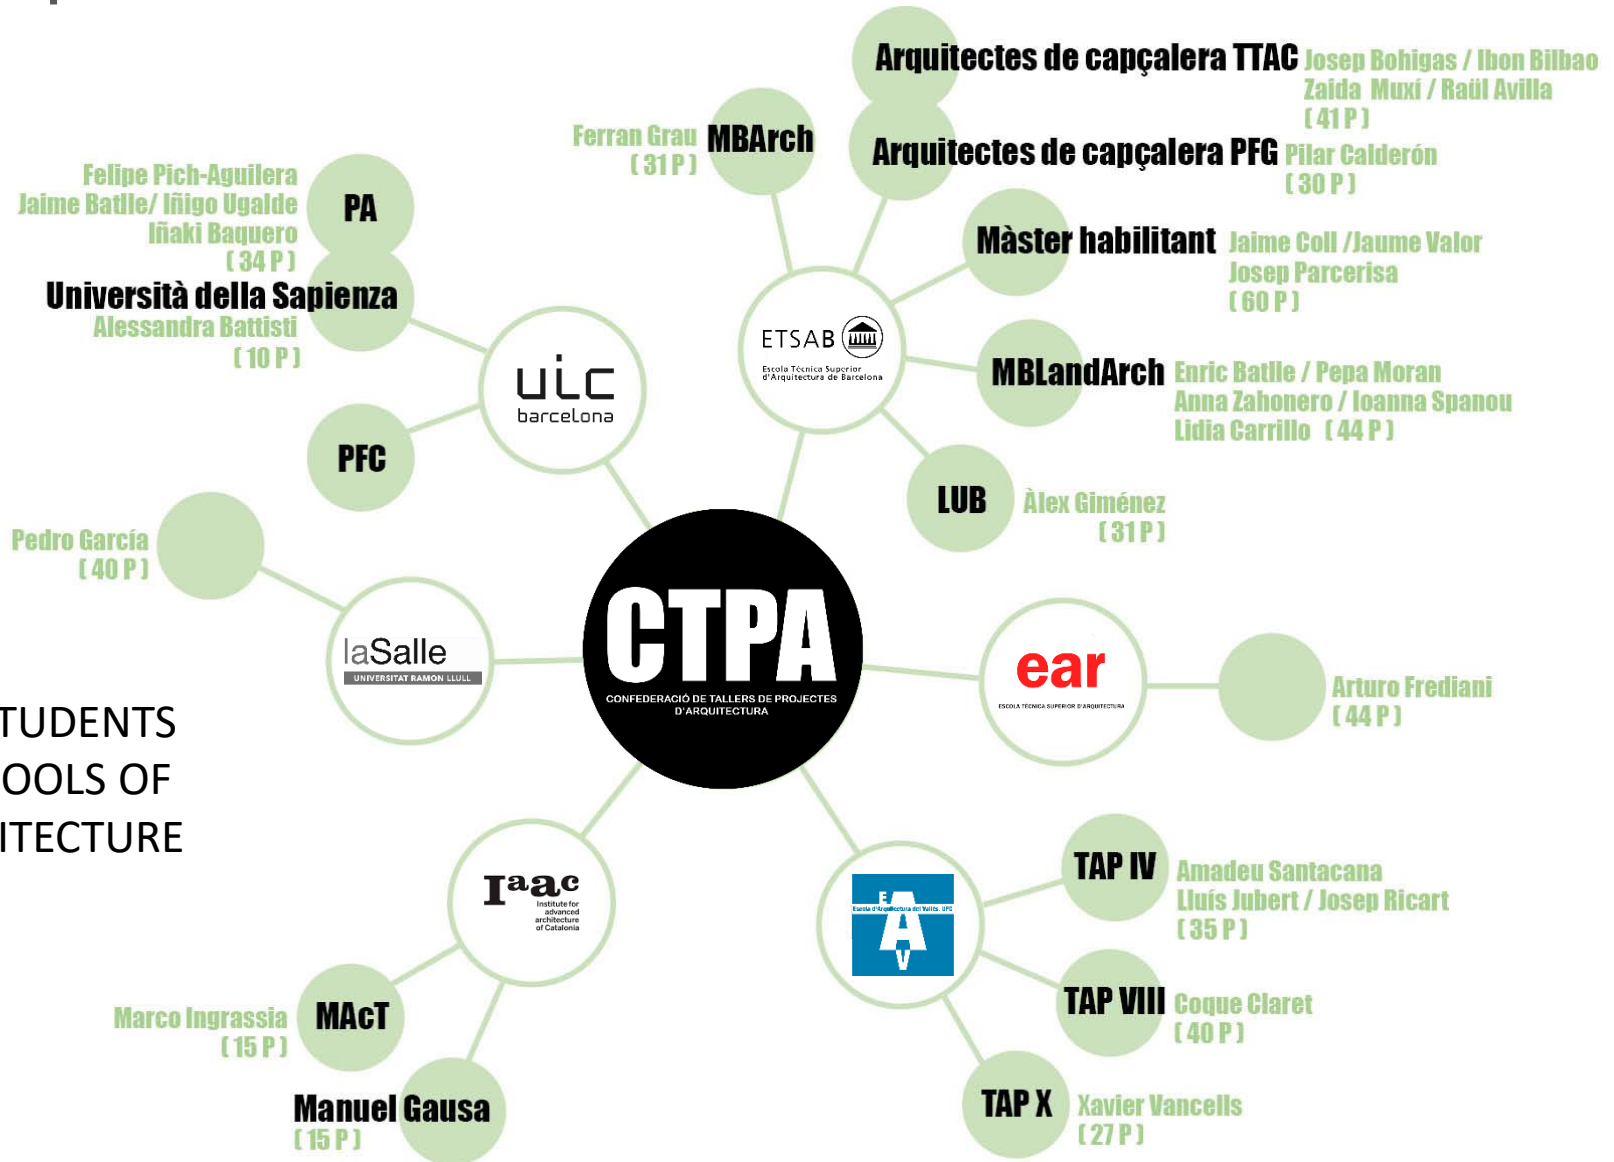 Arquitectes de capçalera TTAC
Josep Bohigas / Ibon Bilbao
Zaida Muxí / Raül Avilla
( 41 P )
Arquitectes de capçalera PFG
Pilar Calderón
( 30 P )
Ferran Grau
( 31 P )
MBArch
Màster habilitant
Jaime Coll /Jaume Valor
Josep Parcerisa
( 60 P )
Felipe Pich-Aguilera
Jaime Batlle/ Iñigo Ugalde
Iñaki Baquero
( 34 P )
PA
Università della Sapienza
Alessandra Battisti
( 10 P )
uic
barcelona
PFC
ETSAB
Escola Tècnica Superior
d'Arquitectura de Barcelona
MBLandArch
Enric Batlle / Pepa Moran
Anna Zahonero / Ioanna Spanou
Lidia Carrillo ( 44 P )
LUB
Àlex Giménez
( 31 P )
Pedro García
( 40 P )
laSalle
UNIVERSITAT RAMON LLULL
CTPA
CONFEDERACIÓ DE TALLERS DE PROJECTES
D'ARQUITECTURA
ear
ESCOLA TÈCNICA SUPERIOR D'ARQUITECTURA
Arturo Frediani
( 44 P )
TUDENTS
OOLS OF
ITECTURE
Iaac
Institute for
advanced
architecture
of Catalonia
MAcT
Marco Ingrassia
( 15 P )
Manuel Gausa
( 15 P )
E
Escola d'Arquitectura del Vallès. UPC
A
V
TAP IV
Amadeu Santacana
Lluís Jubert / Josep Ricart
( 35 P )
TAP VIII
Coque Claret
( 40 P )
TAP X
Xavier Vancells
( 27 P )